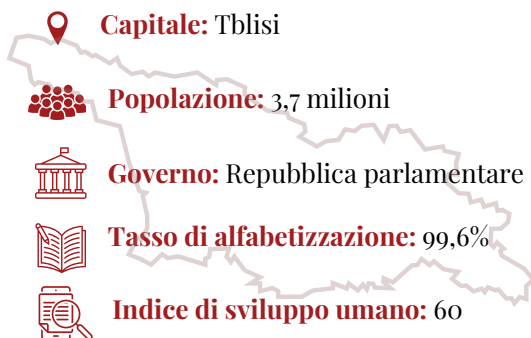 Capitale: Tblisi
Popolazione: 3,7 milioni
Governo: Repubblica parlamentare
Tasso di alfabetizzazione: 99,6%
Indice di sviluppo umano: 60